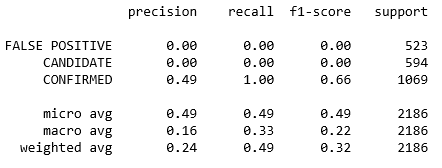 precision recall f1-score support
FALSE POSITIVE 0.00 0.00 0.00 523
CANDIDATE 0.00 0.00 0.00 594
CONFIRMED 0.49 1.00 0.66 1069
micro avg 0.49 0.49 0.49 2186
macro avg 0.16 0.33 0.22 2186
weighted avg 0.24 0.49 0.32 2186